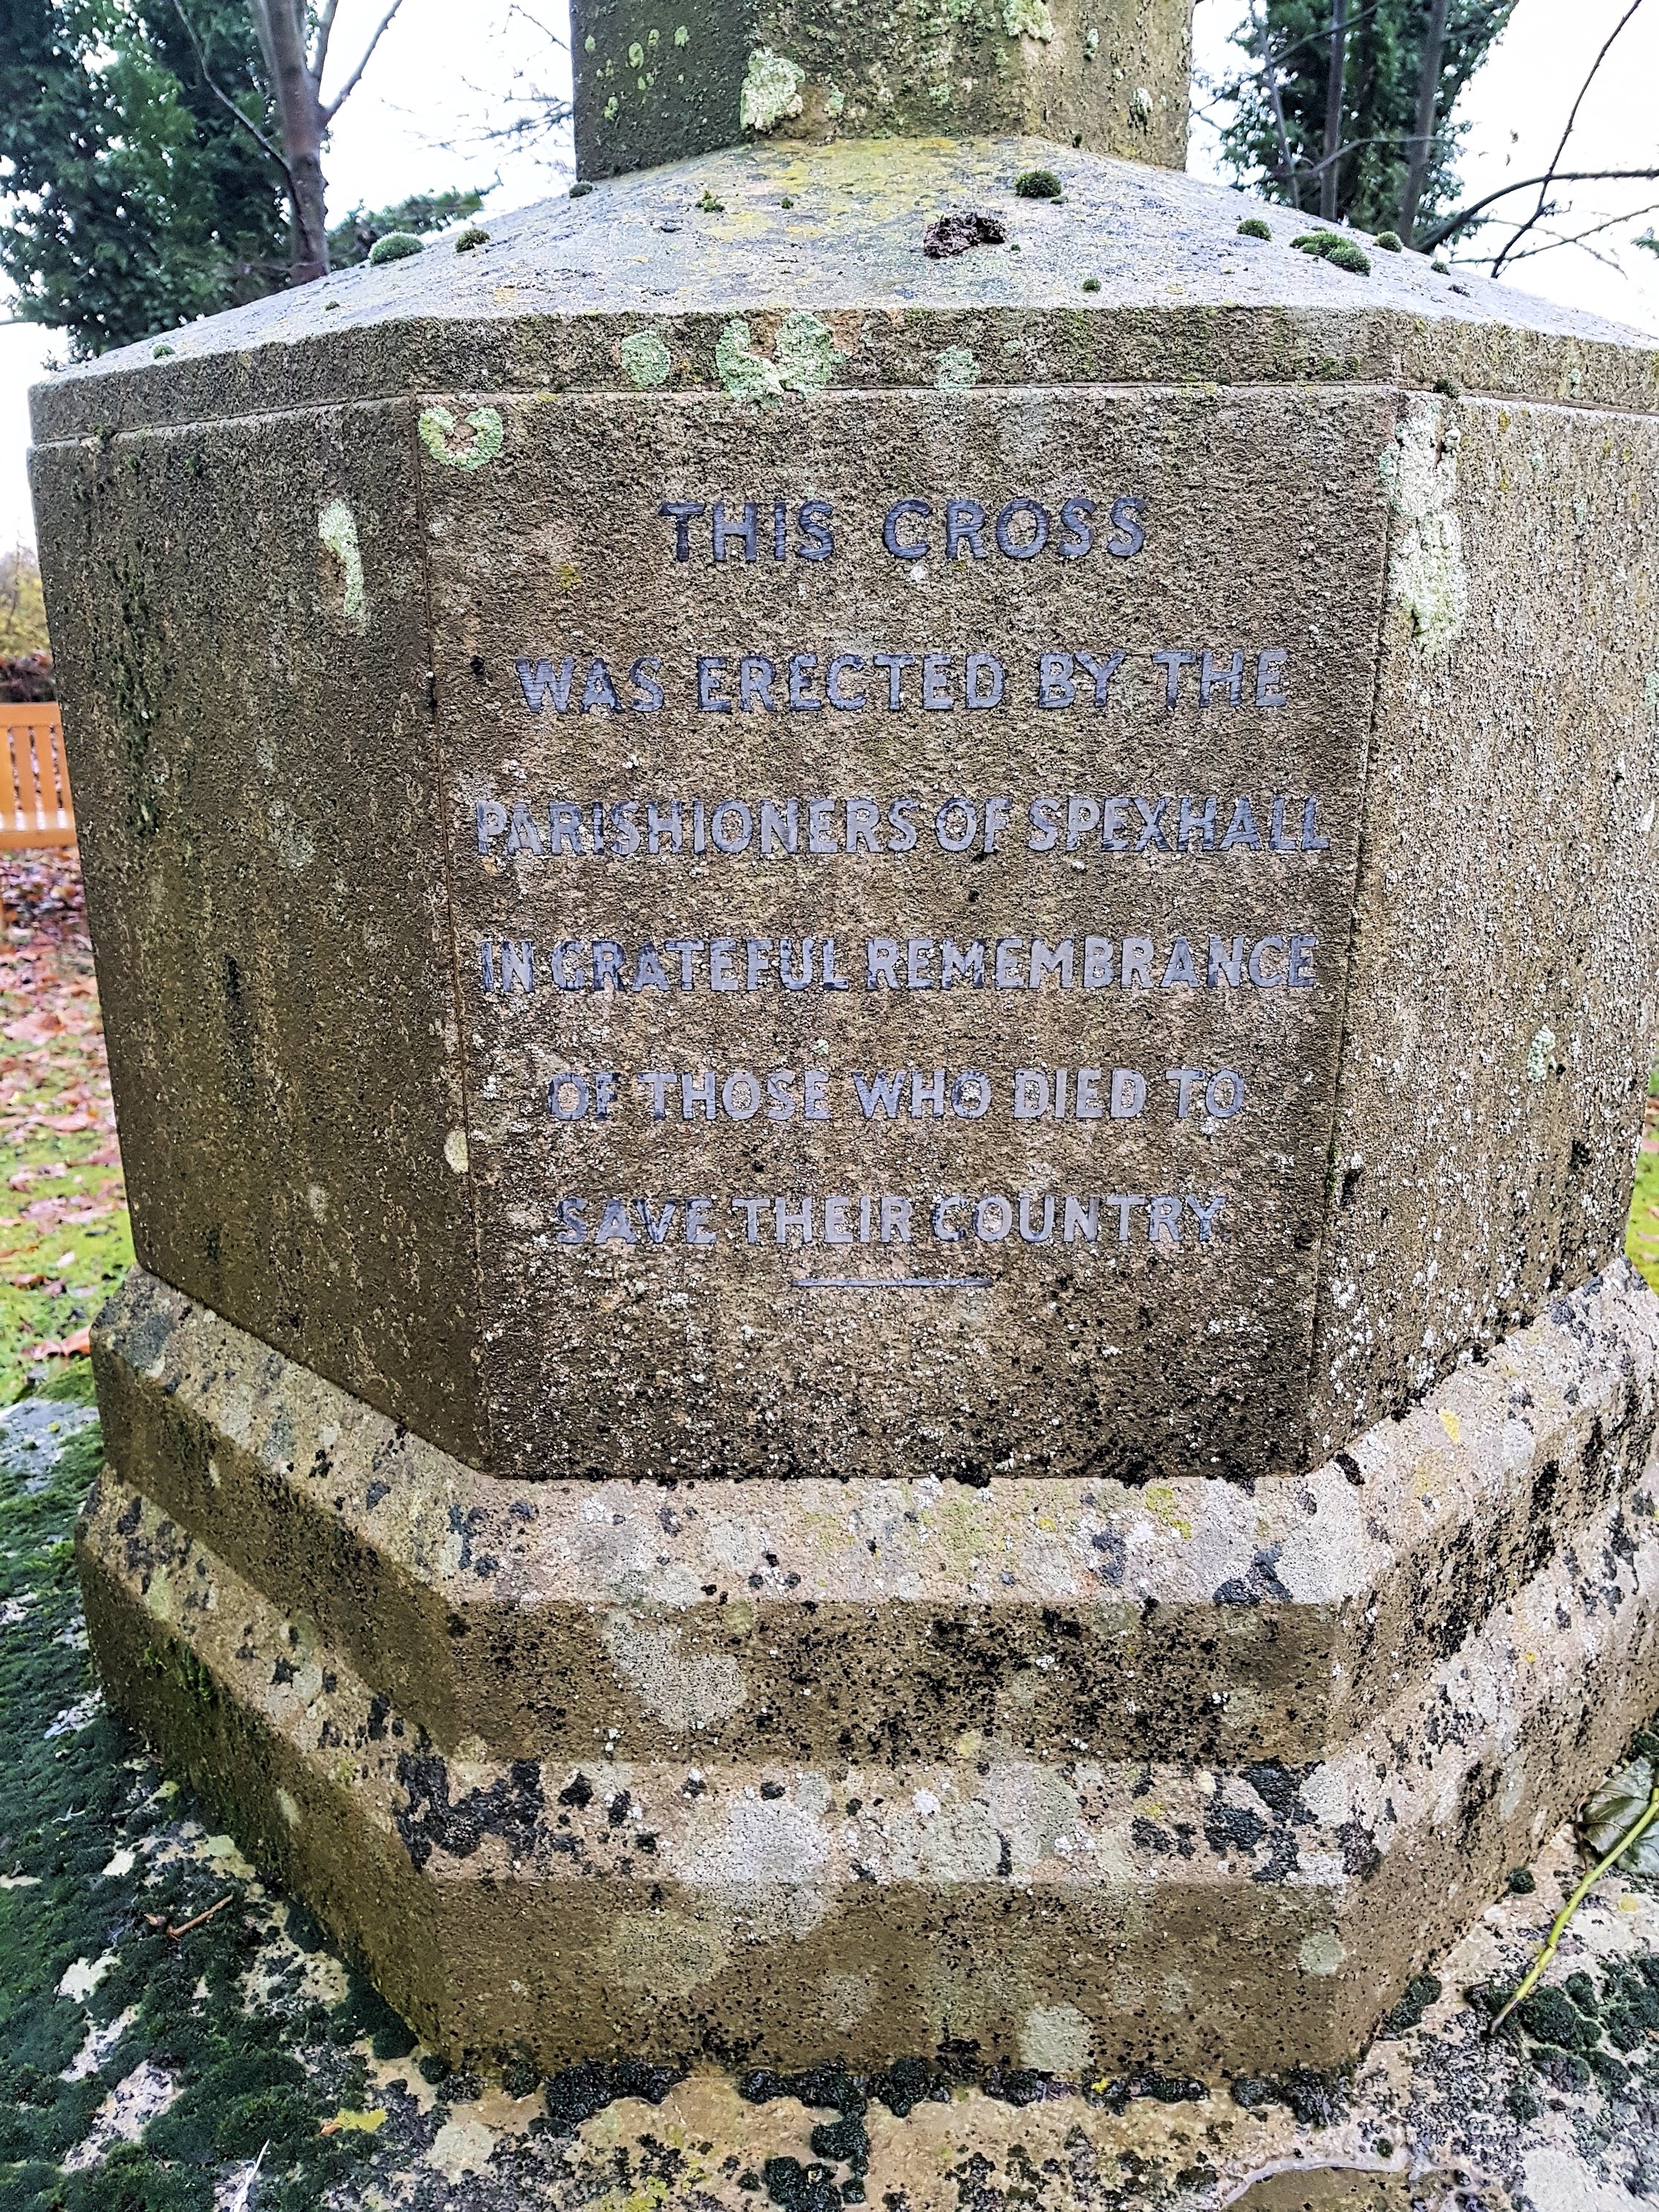 THIS CROSS
WAS ERECTED BY THE
PARISHIONERS OF SPEXHALL
IN GRATEFUL REMEMBRANCE
OF THOSE WHO DIED TO
SAVE THEIR COUNTRY.